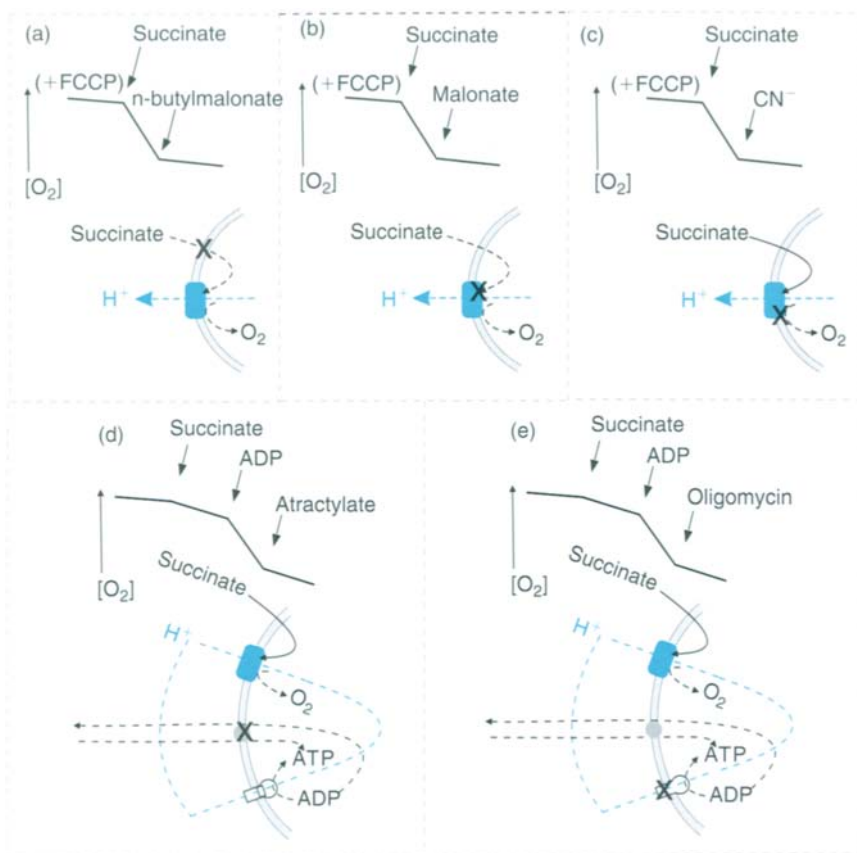 (a)
Succinate
(+FCCP)
n-butylmalonate
[O₂]
Succinate
X
H⁺
O₂
(b)
Succinate
(+FCCP)
Malonate
[O₂]
Succinate
X
H⁺
O₂
(c)
Succinate
(+FCCP)
CN⁻
[O₂]
Succinate
X
H⁺
O₂
(d)
Succinate
ADP
Atractylate
[O₂]
Succinate
H⁺
O₂
X
ATP
ADP
(e)
Succinate
ADP
Oligomycin
[O₂]
Succinate
H⁺
O₂
ATP
X
ADP